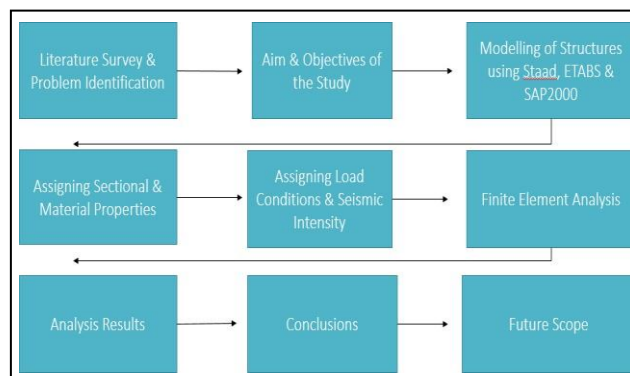 Literature Survey &
Problem Identification
Aim & Objectives of
the Study
Modelling of Structures
using Staad, ETABS &
SAP2000
Assigning Sectional &
Material Properties
Assigning Load
Conditions & Seismic
Intensity
Finite Element Analysis
Analysis Results
Conclusions
Future Scope